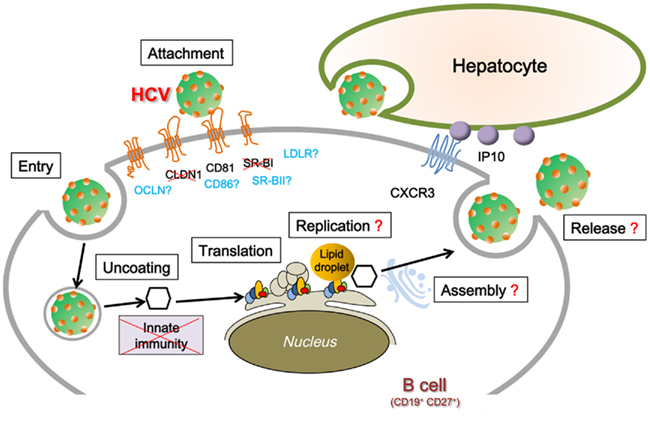 Attachment
Hepatocyte
HCV
Entry
OCLN?
CLDN1
CD81
CD86?
SR-BI
SR-BII?
LDLR?
IP10
CXCR3
Release ?
Replication ?
Translation
Uncoating
Lipid
droplet
Assembly ?
Innate
immunity
Nucleus
B cell
(CD19⁺ CD27⁺)